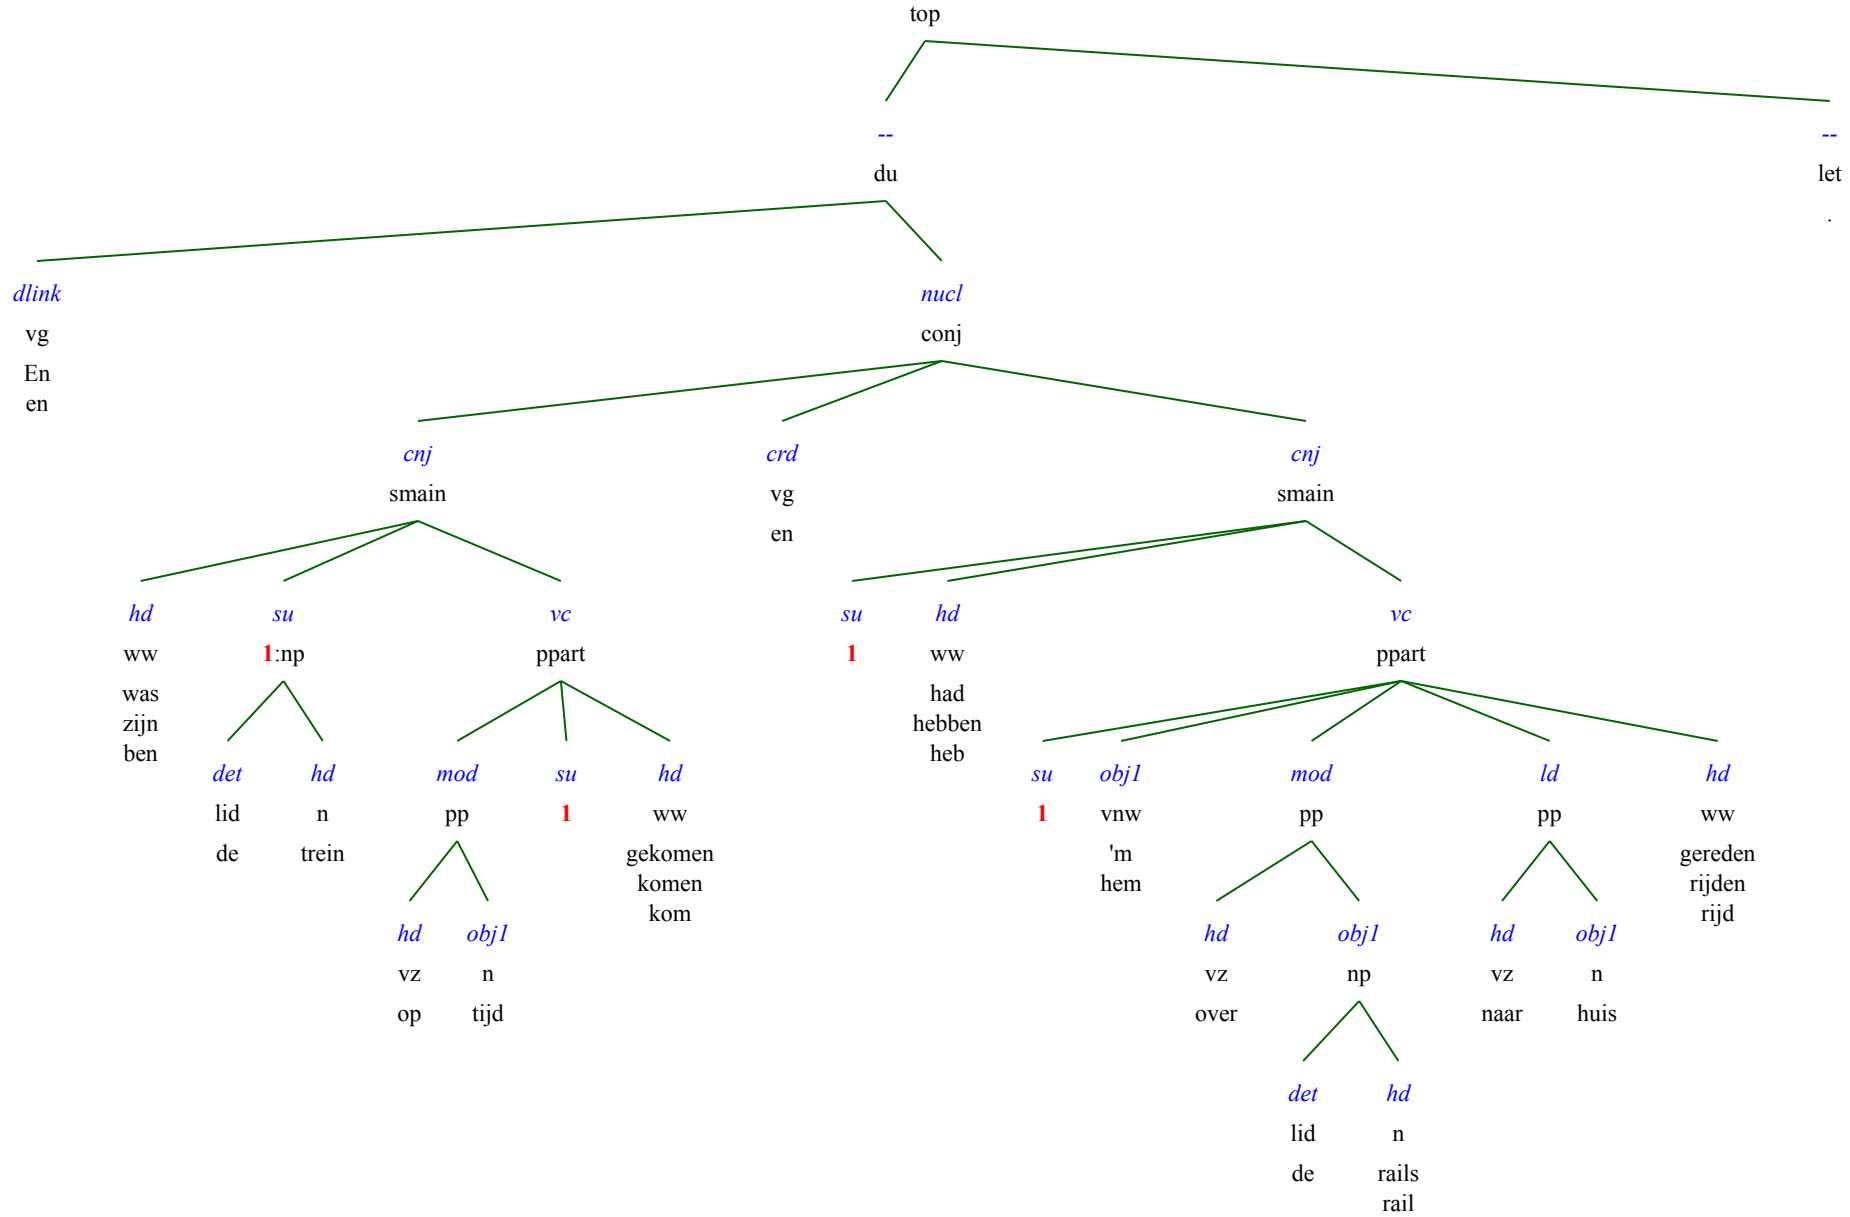 top
-- --
du let
.
dlink nucl
vg conj
En
en
cnj crd cnj
smain vg smain
en
hd su vc su hd vc
ww 1:np ppart 1 ww ppart
was had
zijn hebben
ben heb
det hd mod su hd su obj1 mod ld hd
lid n pp 1 ww 1 vnw pp pp ww
de trein gekomen 'm gereden
komen hem rijden
kom rijd
hd obj1 hd obj1 hd obj1
vz n vz np vz n
op tijd over naar huis
det hd
lid n
de rails
rail